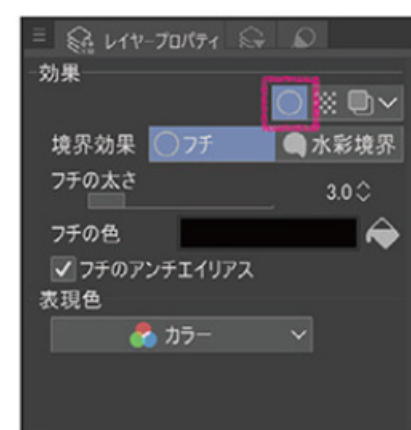 レイヤープロパティ
効果
境界効果 フチ 水彩境界
フチの太さ
3.0
フチの色
フチのアンチエイリアス
表現色
カラー